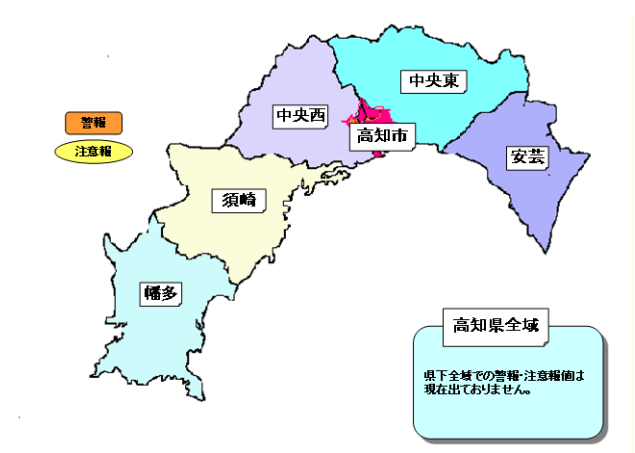 中央東
中央西
警報
高知市
注意報
安芸
須崎
幡多
高知県全域
県下全域での警報・注意報値は
現在出ておりません。